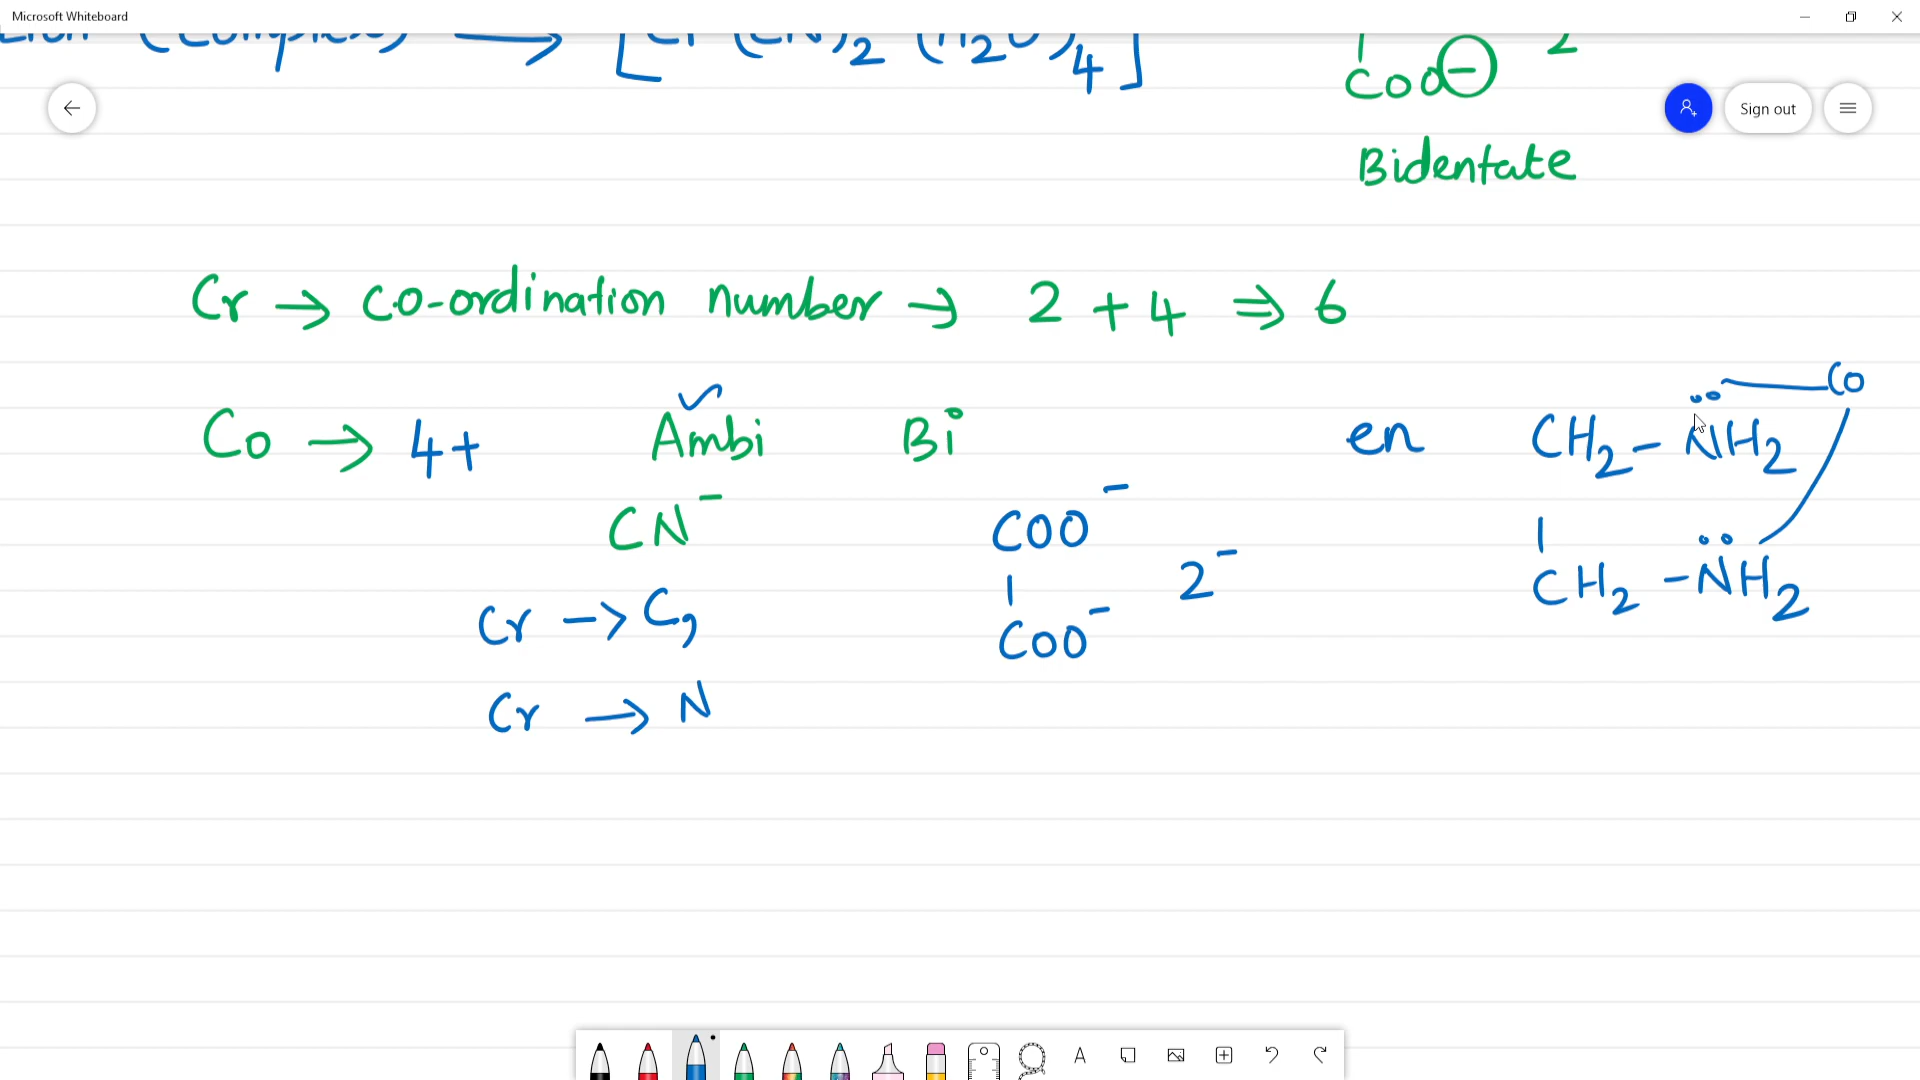 Microsoft Whiteboard
[Cr (CN)2 (H2O)4]
COO⊖ 2
Sign out
Bidentate
Cr → Co-ordination number → 2 + 4 ⇒ 6
Co
Co → 4+ Ambi Bi en CH2 - NH2
CN⁻ COO⁻
2⁻ CH2 - NH2
Cr → C,
COO⁻
Cr → N
A